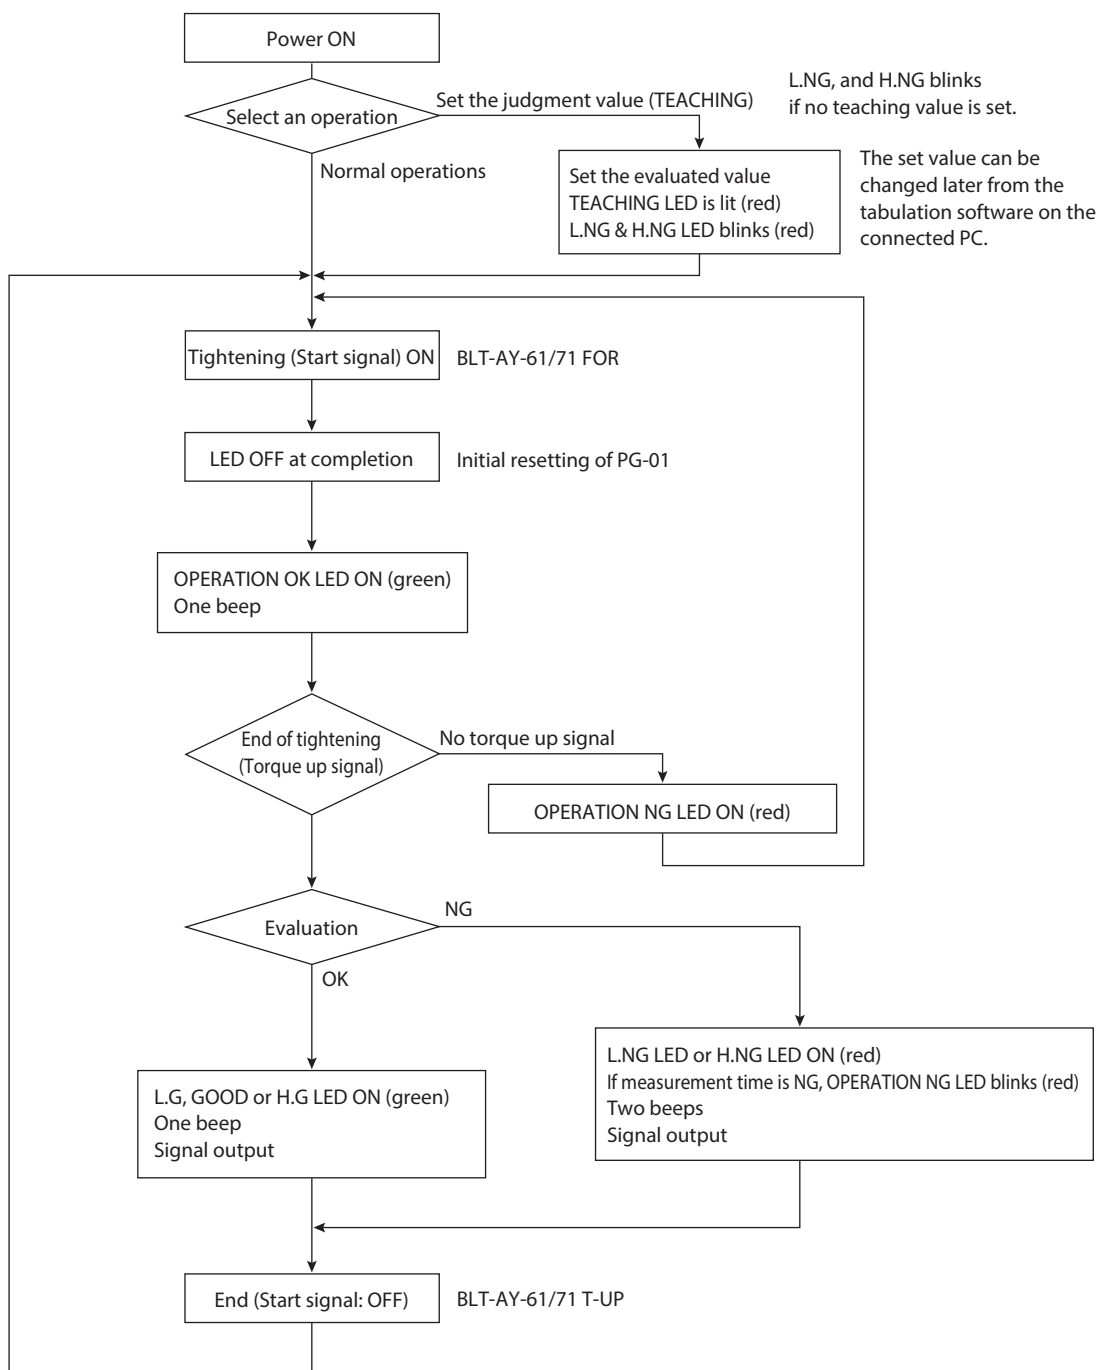 Power ON
Select an operation
Set the judgment value (TEACHING)
L.NG, and H.NG blinks
if no teaching value is set.
Normal operations
Set the evaluated value
TEACHING LED is lit (red)
L.NG & H.NG LED blinks (red)
The set value can be
changed later from the
tabulation software on the
connected PC.
Tightening (Start signal) ON
BLT-AY-61/71 FOR
LED OFF at completion
Initial resetting of PG-01
OPERATION OK LED ON (green)
One beep
End of tightening
(Torque up signal)
No torque up signal
OPERATION NG LED ON (red)
Evaluation
NG
OK
L.NG LED or H.NG LED ON (red)
If measurement time is NG, OPERATION NG LED blinks (red)
Two beeps
Signal output
L.G, GOOD or H.G LED ON (green)
One beep
Signal output
End (Start signal: OFF)
BLT-AY-61/71 T-UP